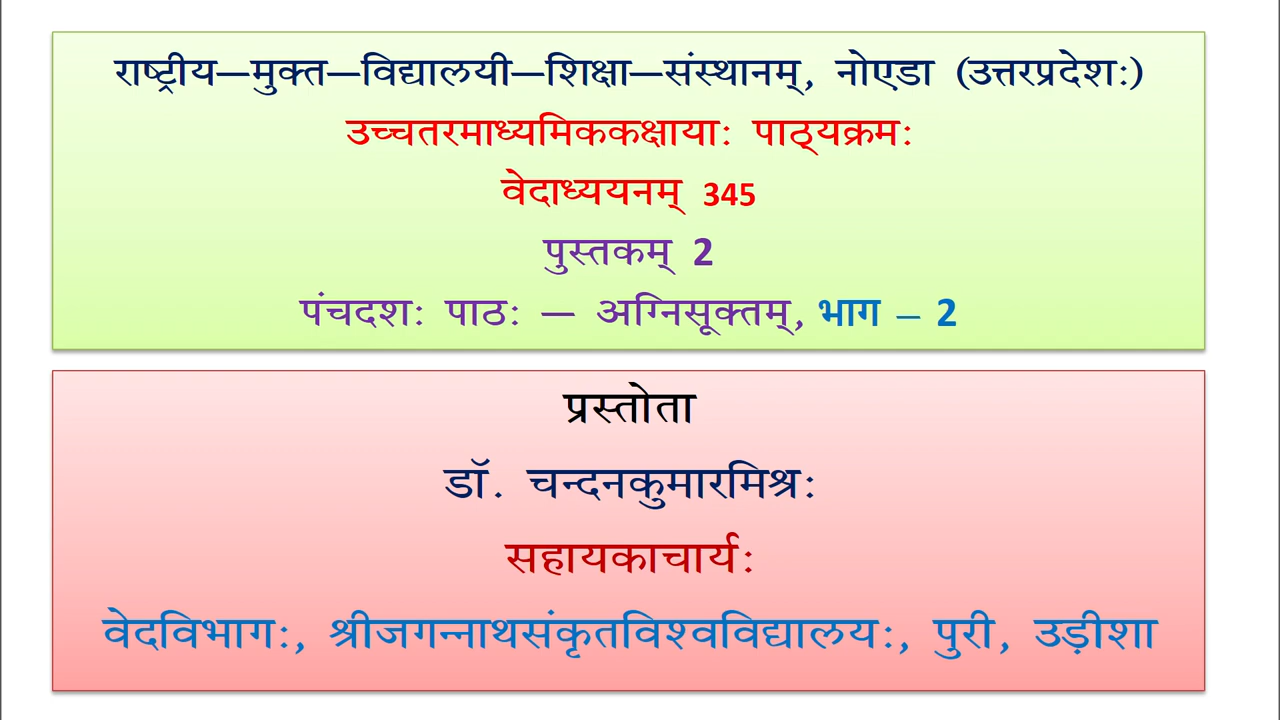 राष्ट्रीय—मुक्त—विद्यालयी—शिक्षा—संस्थानम्, नोएडा (उत्तरप्रदेशः)
उच्चतरमाध्यमिककक्षायाः पाठ्यक्रमः
वेदाध्ययनम् 345
पुस्तकम् 2
पंचदशः पाठः — अग्निसूक्तम्, भाग – 2
प्रस्तोता
डॉ. चन्दनकुमारमिश्रः
सहायकाचार्यः
वेदविभागः, श्रीजगन्नाथसंकृतविश्वविद्यालयः, पुरी, उड़ीशा